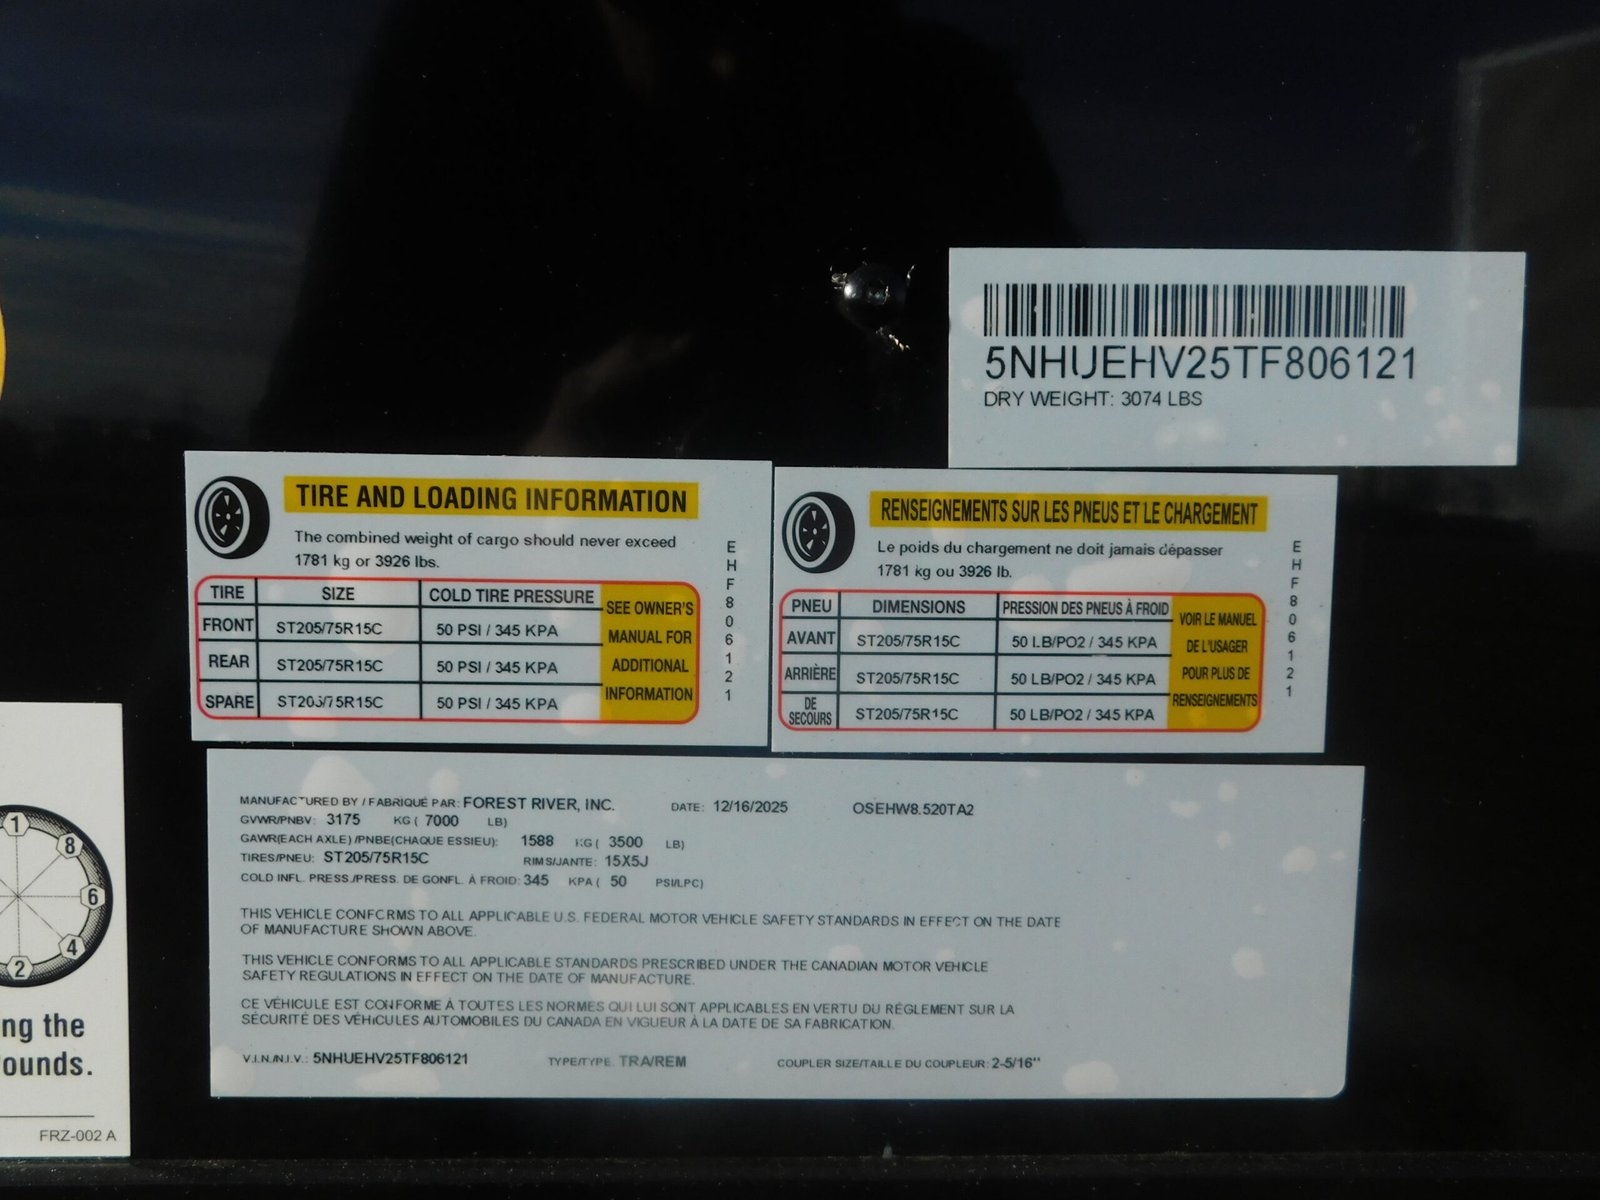 5NHUEHV25TF806121
DRY WEIGHT: 3074 LBS
TIRE AND LOADING INFORMATION
The combined weight of cargo should never exceed
1781 kg or 3926 lbs.
TIRE SIZE COLD TIRE PRESSURE
FRONT ST205/75R15C 50 PSI / 345 KPA
REAR ST205/75R15C 50 PSI / 345 KPA
SPARE ST205/75R15C 50 PSI / 345 KPA
SEE OWNER'S
MANUAL FOR
ADDITIONAL
INFORMATION
EHF806121
RENSEIGNEMENTS SUR LES PNEUS ET LE CHARGEMENT
Le poids du chargement ne doit jamais dépasser
1781 kg ou 3926 lb.
PNEU DIMENSIONS PRESSION DES PNEUS À FROID
AVANT ST205/75R15C 50 LB/PO2 / 345 KPA
ARRIÈRE ST205/75R15C 50 LB/PO2 / 345 KPA
DE
SECOURS ST205/75R15C 50 LB/PO2 / 345 KPA
VOIR LE MANUEL
DE L'USAGER
POUR PLUS DE
RENSEIGNEMENTS
EHF806121
MANUFACTURED BY / FABRIQUÉ PAR: FOREST RIVER, INC. DATE: 12/16/2025 OSEHW8.520TA2
GVWR/PNBV: 3175 KG ( 7000 LB)
GAWR(EACH AXLE) /PNBE(CHAQUE ESSIEU): 1588 KG ( 3500 LB)
TIRES/PNEU: ST205/75R15C RIMS/JANTE: 15X5J
COLD INFL. PRESS./PRESS. DE GONFL. À FROID: 345 KPA ( 50 PSI/LPC)
THIS VEHICLE CONFORMS TO ALL APPLICABLE U.S. FEDERAL MOTOR VEHICLE SAFETY STANDARDS IN EFFECT ON THE DATE
OF MANUFACTURE SHOWN ABOVE.
THIS VEHICLE CONFORMS TO ALL APPLICABLE STANDARDS PRESCRIBED UNDER THE CANADIAN MOTOR VEHICLE
SAFETY REGULATIONS IN EFFECT ON THE DATE OF MANUFACTURE.
CE VÉHICULE EST CONFORME À TOUTES LES NORMES QUI LUI SONT APPLICABLES EN VERTU DU RÉGLEMENT SUR LA
SÉCURITÉ DES VÉHICULES AUTOMOBILES DU CANADA EN VIGUEUR À LA DATE DE SA FABRICATION.
V.I.N./N.I.V.: 5NHUEHV25TF806121 TYPE/TYPE: TRA/REM COUPLER SIZE/TAILLE DU COUPLEUR: 2-5/16"
1
8
6
4
2
ng the
ounds.
FRZ-002 A